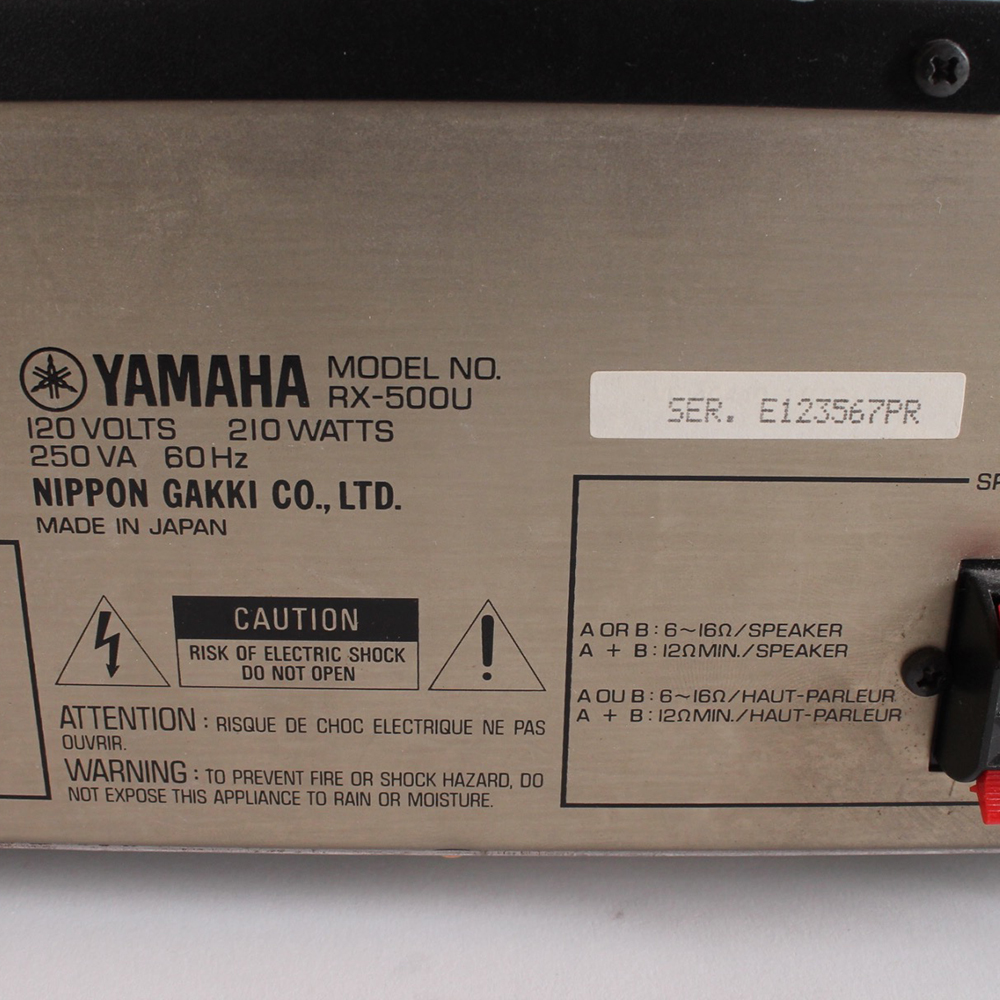 YAMAHA MODEL NO.
RX-500U
120 VOLTS 210 WATTS
250 VA 60 Hz
NIPPON GAKKI CO., LTD.
MADE IN JAPAN
SER. E123567PR
CAUTION
RISK OF ELECTRIC SHOCK
DO NOT OPEN
ATTENTION : RISQUE DE CHOC ELECTRIQUE NE PAS
OUVRIR.
WARNING : TO PREVENT FIRE OR SHOCK HAZARD, DO
NOT EXPOSE THIS APPLIANCE TO RAIN OR MOISTURE.
A OR B : 6~16Ω/SPEAKER
A + B : 12ΩMIN./SPEAKER
A OU B : 6~16Ω/HAUT-PARLEUR
A + B : 12ΩMIN./HAUT-PARLEUR